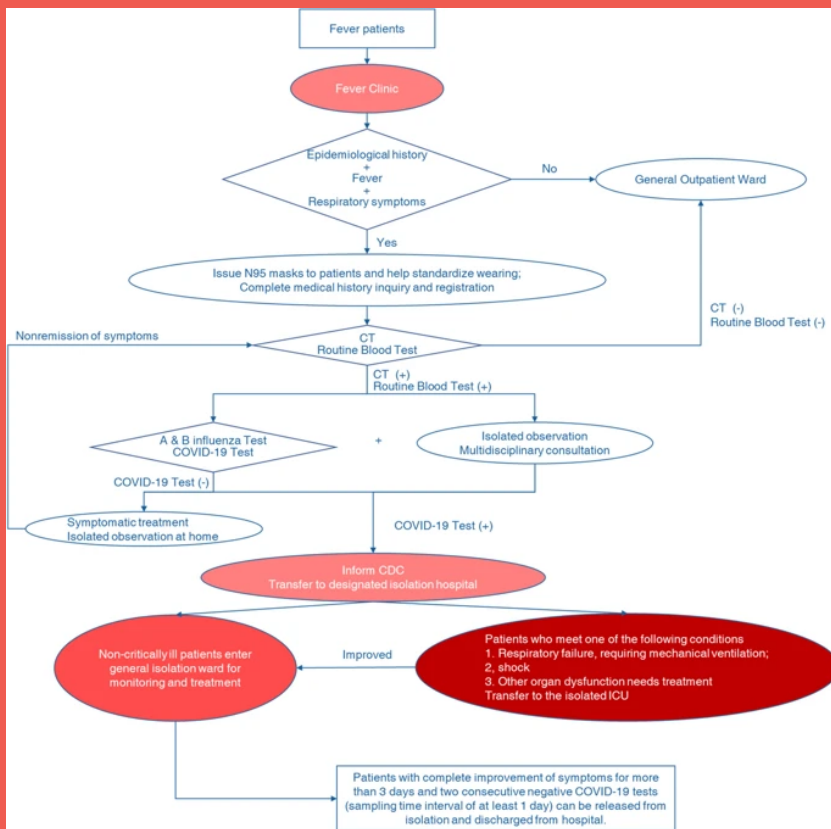 Fever patients
Fever Clinic
Epidemiological history
+
Fever
+
Respiratory symptoms
No
General Outpatient Ward
Yes
Issue N95 masks to patients and help standardize wearing;
Complete medical history inquiry and registration
CT (-)
Routine Blood Test (-)
Nonremission of symptoms
CT
Routine Blood Test
CT (+)
Routine Blood Test (+)
A & B influenza Test
COVID-19 Test
+
Isolated observation
Multidisciplinary consultation
COVID-19 Test (-)
Symptomatic treatment
Isolated observation at home
COVID-19 Test (+)
Inform CDC
Transfer to designated isolation hospital
Non-critically ill patients enter
general isolation ward for
monitoring and treatment
Improved
Patients who meet one of the following conditions
1. Respiratory failure, requiring mechanical ventilation;
2, shock
3. Other organ dysfunction needs treatment
Transfer to the isolated ICU
Patients with complete improvement of symptoms for more
than 3 days and two consecutive negative COVID-19 tests
(sampling time interval of at least 1 day) can be released from
isolation and discharged from hospital.